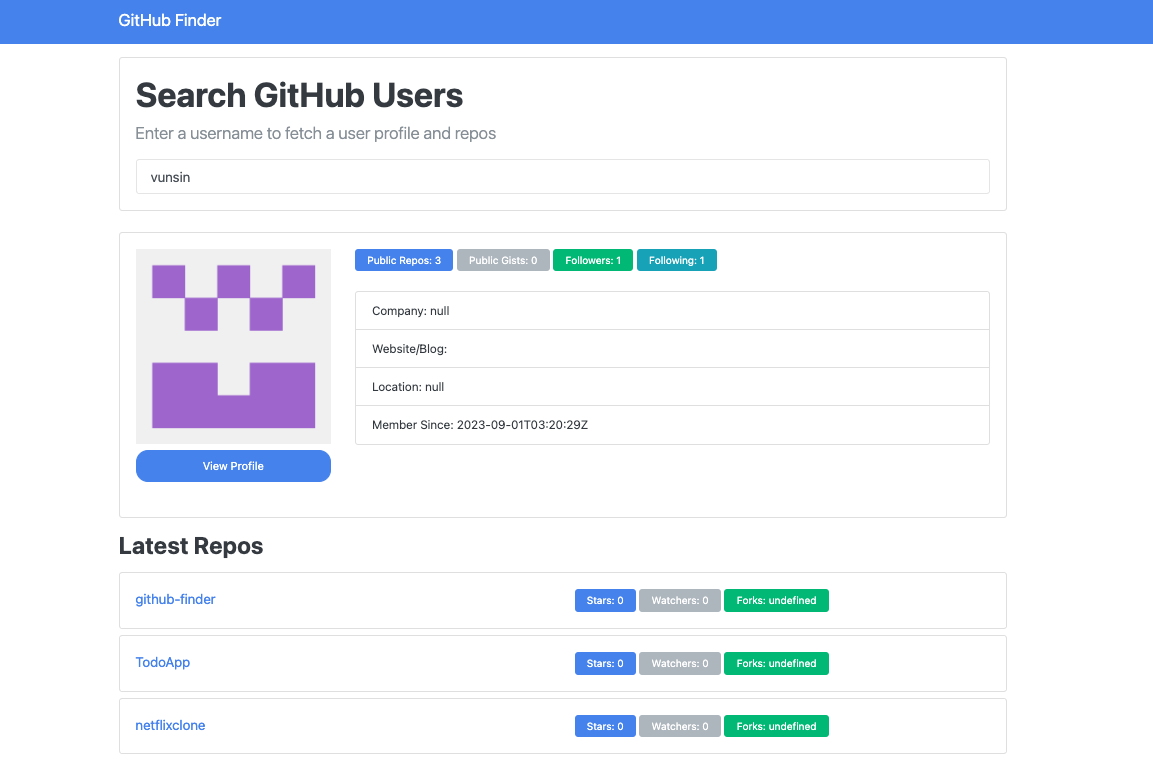 GitHub Finder
Search GitHub Users
Enter a username to fetch a user profile and repos
vunsin
Public Repos: 3 Public Gists: 0 Followers: 1 Following: 1
Company: null
Website/Blog:
Location: null
Member Since: 2023-09-01T03:20:29Z
View Profile
Latest Repos
github-finder Stars: 0 Watchers: 0 Forks: undefined
TodoApp Stars: 0 Watchers: 0 Forks: undefined
netflixclone Stars: 0 Watchers: 0 Forks: undefined